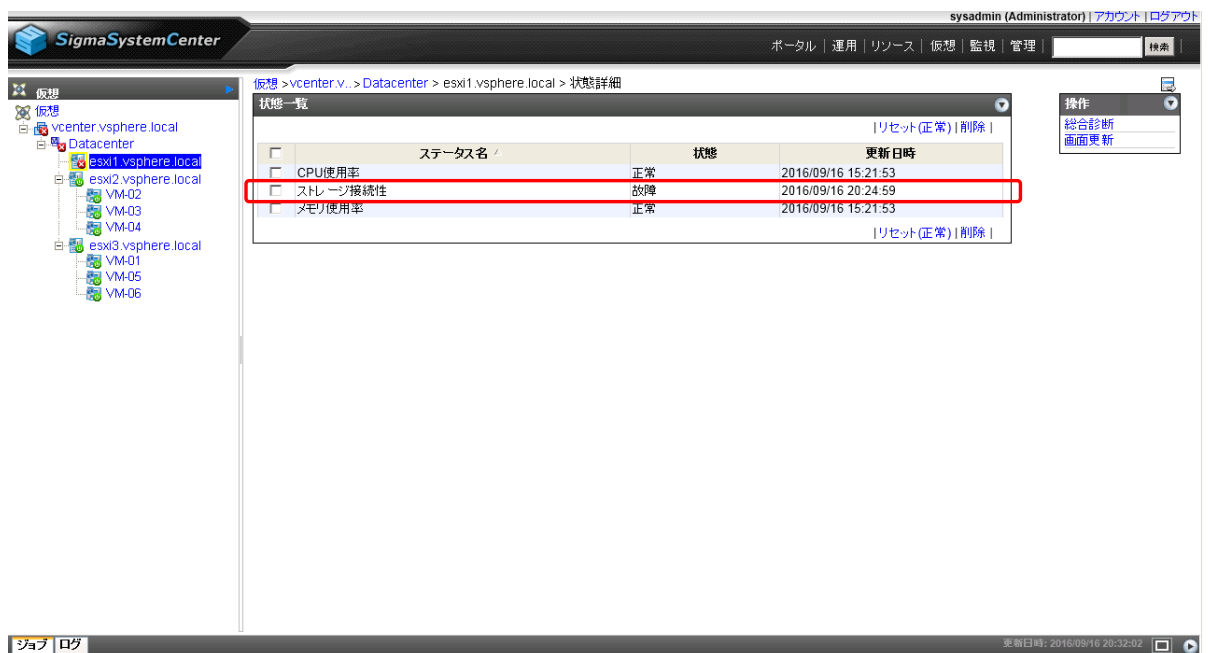 sysadmin (Administrator) | アカウント | ログアウト
SigmaSystemCenter
ポータル | 運用 | リソース | 仮想 | 監視 | 管理 | 検索 |
仮想
仮想
vcenter.vsphere.local
Datacenter
esxi1.vsphere.local
esxi2.vsphere.local
VM-02
VM-03
VM-04
esxi3.vsphere.local
VM-01
VM-05
VM-06
仮想 > vcenter.v.. > Datacenter > esxi1.vsphere.local > 状態詳細
状態一覧
| リセット(正常) | 削除 |
ステータス名 状態 更新日時
CPU使用率 正常 2016/09/16 15:21:53
ストレージ接続性 故障 2016/09/16 20:24:59
メモリ使用率 正常 2016/09/16 15:21:53
| リセット(正常) | 削除 |
操作
総合診断
画面更新
ジョブ ログ
更新日時: 2016/09/16 20:32:02